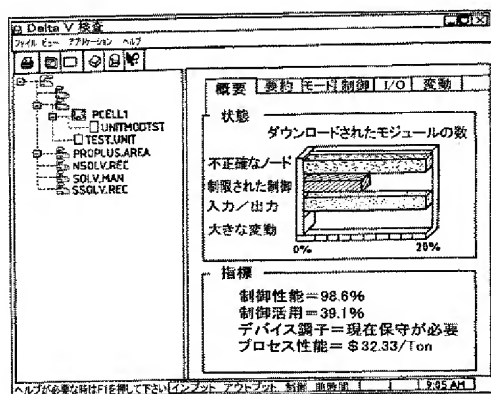 Delta V 検査
ファイル ビュー アプリケーション ヘルプ
PCELL1
UNITMODTST
TEST.UNIT
PROPLUS.AREA
NSOLV.REC
SOLV.MAN
SSOLV.REC
概要 要約 モード 制御 I/O 変動
状態
ダウンロードされたモジュールの数
不正確なノード
制限された制御
入力/出力
大きな変動
0% 20%
指標
制御性能=98.6%
制御活用=39.1%
デバイス調子=現在保守が必要
プロセス性能=$32.33/Ton
ヘルプが必要な時はF1を押して下さい インプット アウトプット 制御 9:05 AM